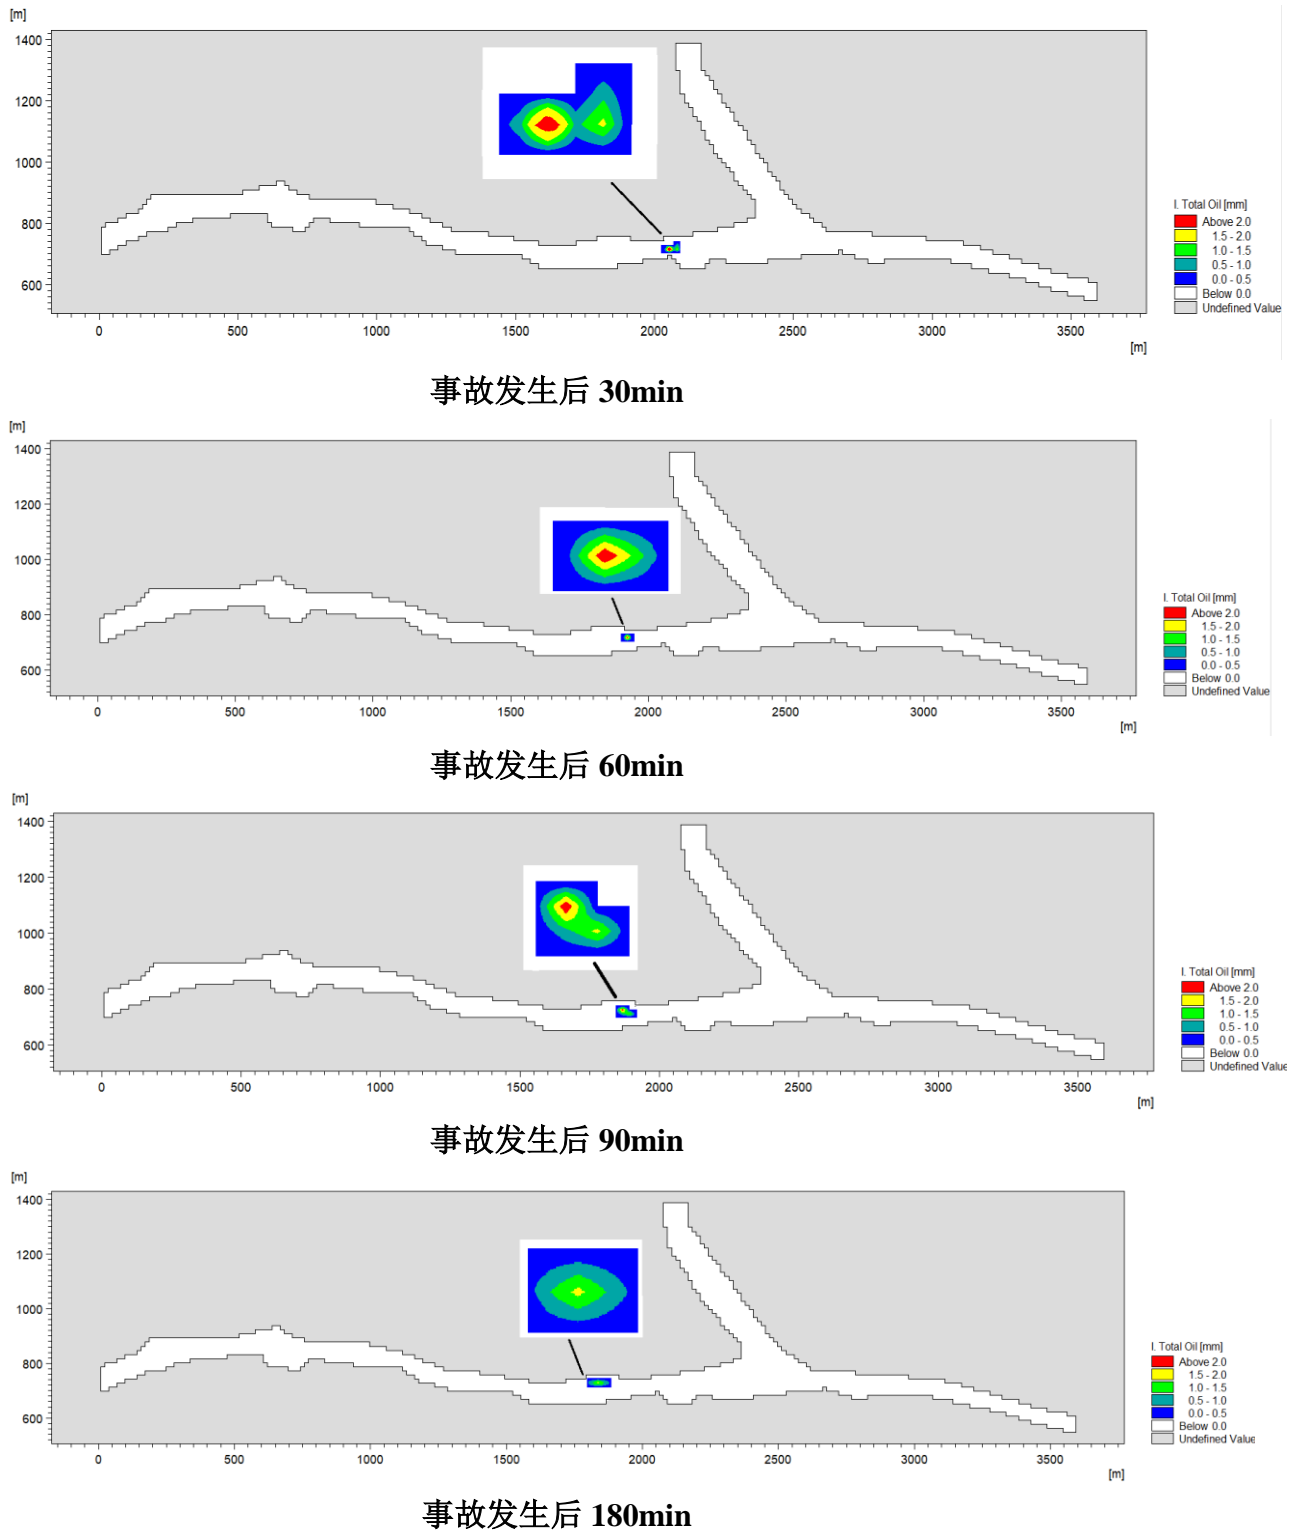 [m]
1400
1200
1000
800
600
0 500 1000 1500 2000 2500 3000 3500
[m]
I. Total Oil [mm]
Above 2.0
1.5 - 2.0
1.0 - 1.5
0.5 - 1.0
0.0 - 0.5
Below 0.0
Undefined Value
事故发生后 30min
[m]
1400
1200
1000
800
600
0 500 1000 1500 2000 2500 3000 3500
[m]
I. Total Oil [mm]
Above 2.0
1.5 - 2.0
1.0 - 1.5
0.5 - 1.0
0.0 - 0.5
Below 0.0
Undefined Value
事故发生后 60min
[m]
1400
1200
1000
800
600
0 500 1000 1500 2000 2500 3000 3500
[m]
I. Total Oil [mm]
Above 2.0
1.5 - 2.0
1.0 - 1.5
0.5 - 1.0
0.0 - 0.5
Below 0.0
Undefined Value
事故发生后 90min
[m]
1400
1200
1000
800
600
0 500 1000 1500 2000 2500 3000 3500
[m]
I. Total Oil [mm]
Above 2.0
1.5 - 2.0
1.0 - 1.5
0.5 - 1.0
0.0 - 0.5
Below 0.0
Undefined Value
事故发生后 180min